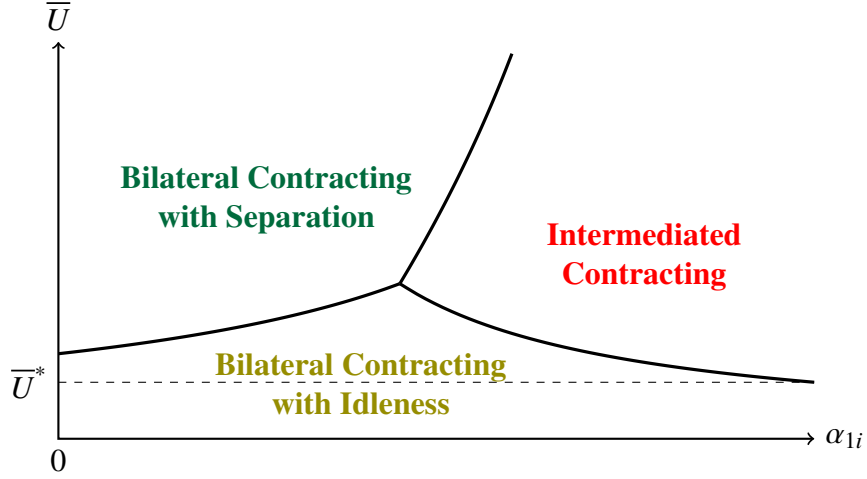 U̅
Bilateral Contracting
with Separation
Intermediated
Contracting
Bilateral Contracting
with Idleness
U̅*
α₁ᵢ
0